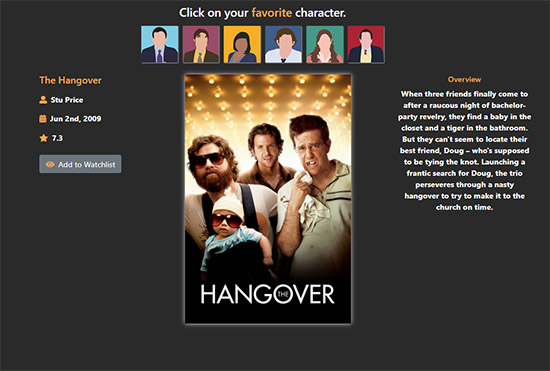 Click on your favorite character.
The Hangover
Stu Price
Jun 2nd, 2009
7.3
Add to Watchlist
THE HANGOVER
Overview
When three friends finally come to
after a raucous night of bachelor-
party revelry, they find a baby in the
closet and a tiger in the bathroom.
But they can't seem to locate their
best friend, Doug – who's supposed
to be tying the knot. Launching a
frantic search for Doug, the trio
perseveres through a nasty
hangover to try to make it to the
church on time.